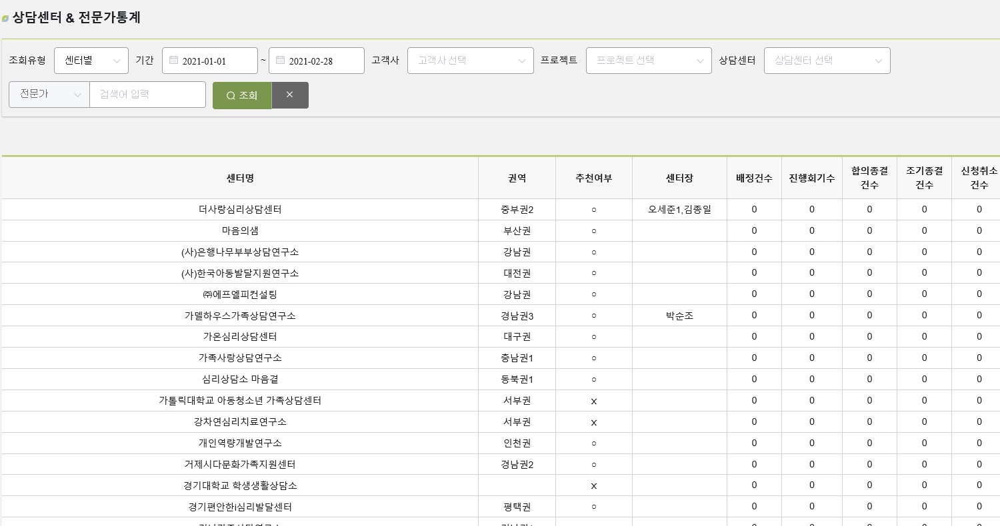 상담센터 & 전문가통계
조회유형 센터별 기간 2021-01-01 ~ 2021-02-28 고객사 고객사 선택 프로젝트 프로젝트 선택 상담센터 상담센터 선택
전문가 검색어 입력 조회 ×
센터명 권역 추천여부 센터장 배정건수 진행회기수 합의종결 건수 조기종결 건수 신청취소 건수
더사랑심리상담센터 중부권2 ○ 오세준1,김종일 0 0 0 0 0
마음의샘 부산권 ○ 0 0 0 0 0
(사)은행나무부부상담연구소 강남권 ○ 0 0 0 0 0
(사)한국아동발달지원연구소 대전권 ○ 0 0 0 0 0
㈜에프엘피컨설팅 강남권 ○ 0 0 0 0 0
가델하우스가족상담연구소 경남권3 ○ 박순조 0 0 0 0 0
가온심리상담센터 대구권 ○ 0 0 0 0 0
가족사랑상담연구소 충남권1 ○ 0 0 0 0 0
심리상담소 마음결 동북권1 ○ 0 0 0 0 0
가톨릭대학교 아동청소년 가족상담센터 서부권 x 0 0 0 0 0
강차연심리치료연구소 서부권 x 0 0 0 0 0
개인역량개발연구소 인천권 ○ 0 0 0 0 0
거제시다문화가족지원센터 경남권2 ○ 0 0 0 0 0
경기대학교 학생생활상담소 x 0 0 0 0 0
경기편안한i심리발달센터 평택권 ○ 0 0 0 0 0